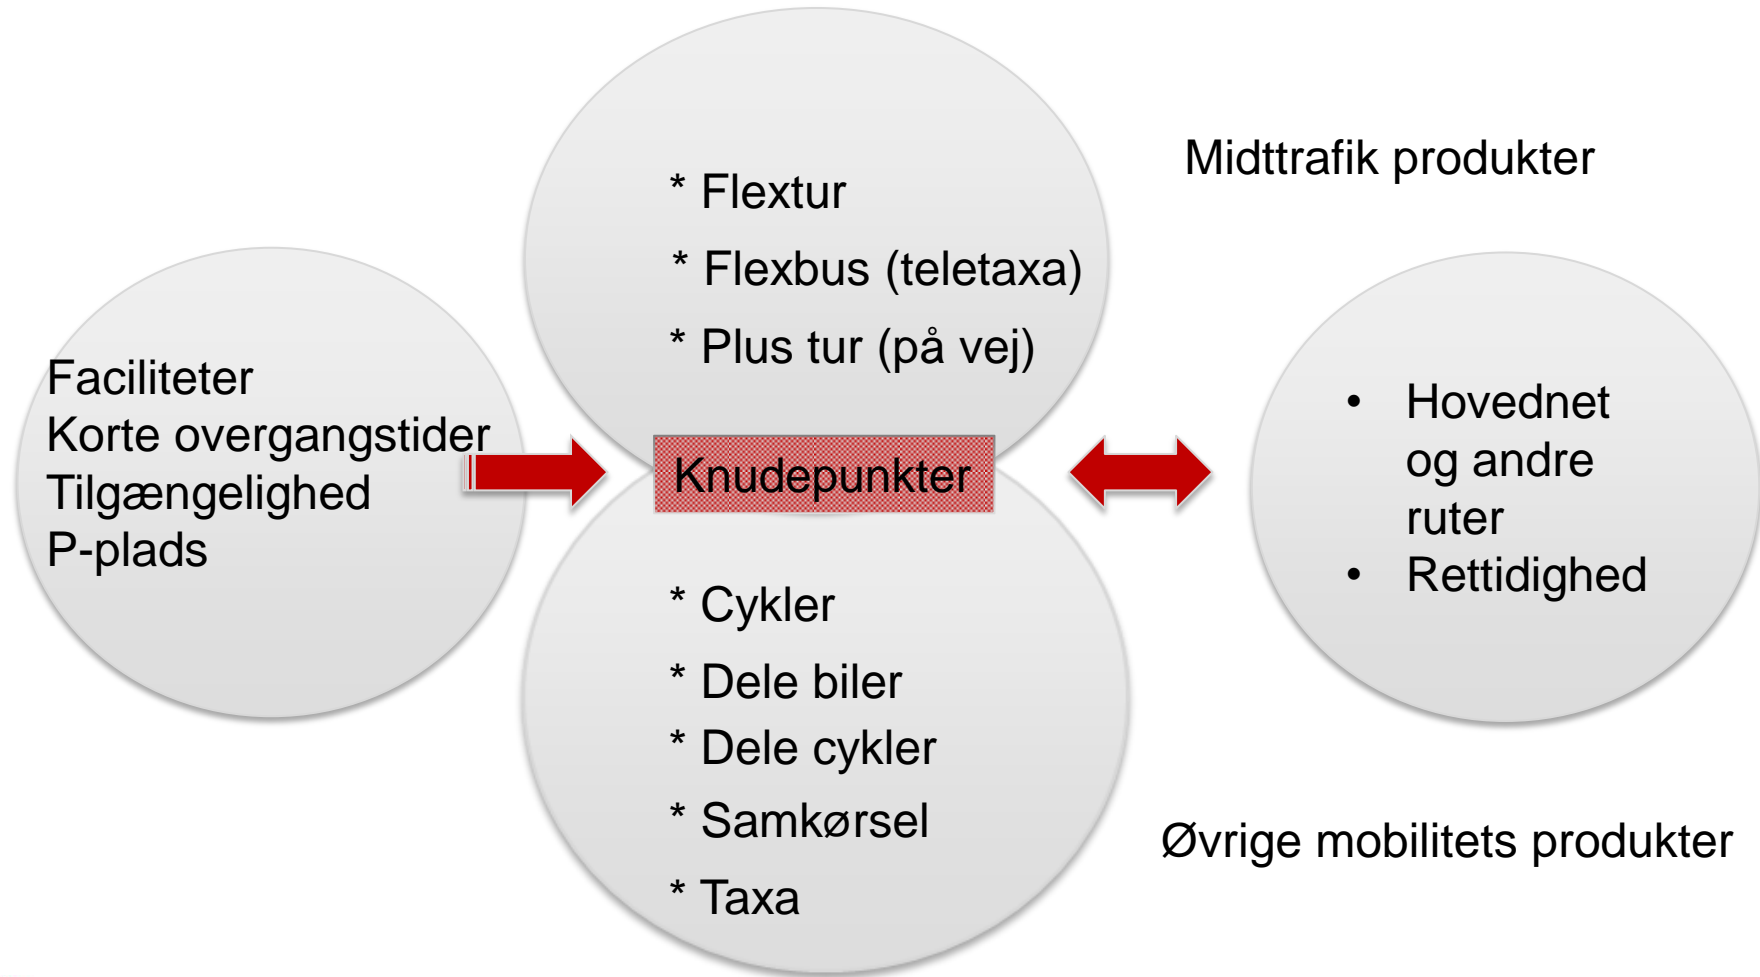 Midttrafik produkter
* Flextur
* Flexbus (teletaxa)
* Plus tur (på vej)
Faciliteter
Korte overgangstider
Tilgængelighed
P-plads
Knudepunkter
• Hovednet
og andre
ruter
• Rettidighed
* Cykler
* Dele biler
* Dele cykler
* Samkørsel
* Taxa
Øvrige mobilitets produkter